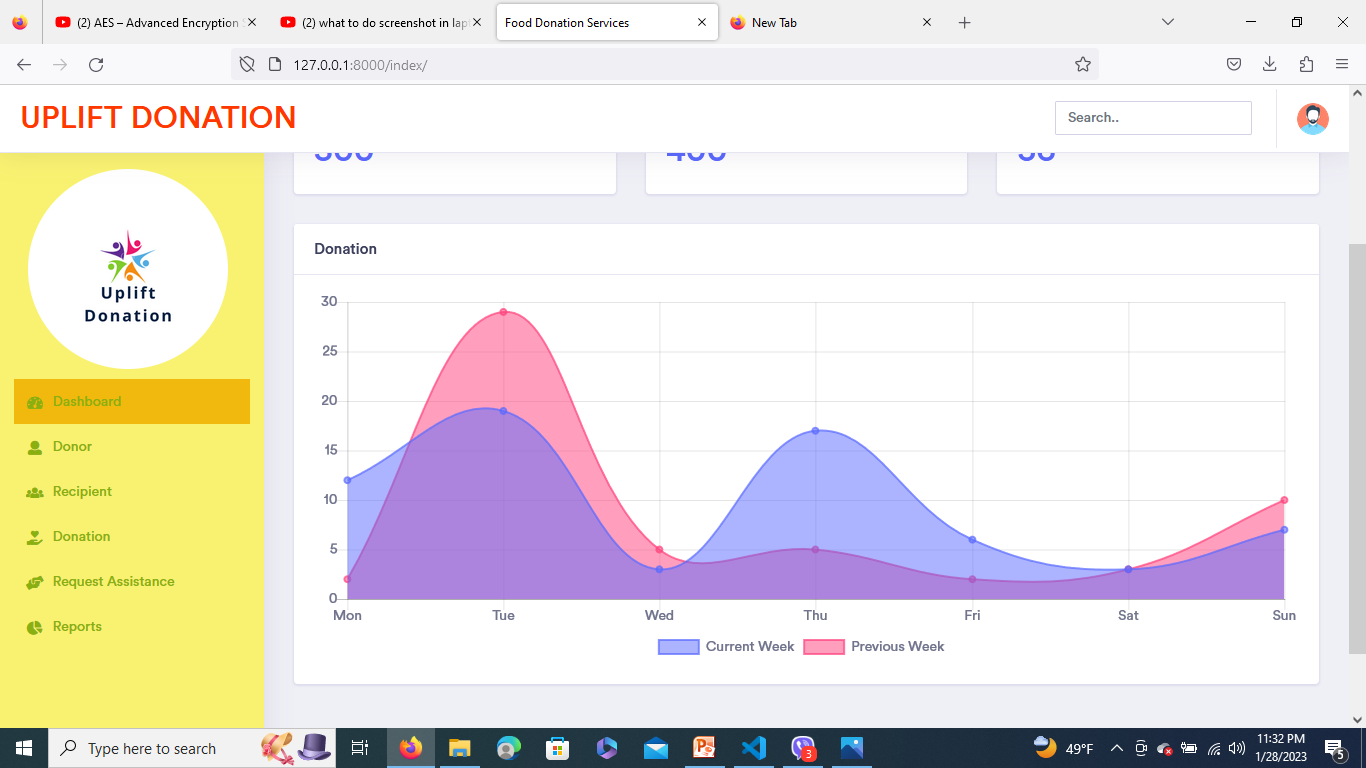 (2) AES – Advanced Encryption
(2) what to do screenshot in lap
Food Donation Services
New Tab
127.0.0.1:8000/index/
UPLIFT DONATION
Search..
Uplift
Donation
Dashboard
Donor
Recipient
Donation
Request Assistance
Reports
Donation
30
25
20
15
10
5
0
Mon Tue Wed Thu Fri Sat Sun
Current Week Previous Week
Type here to search
3
49°F
11:32 PM
1/28/2023
5